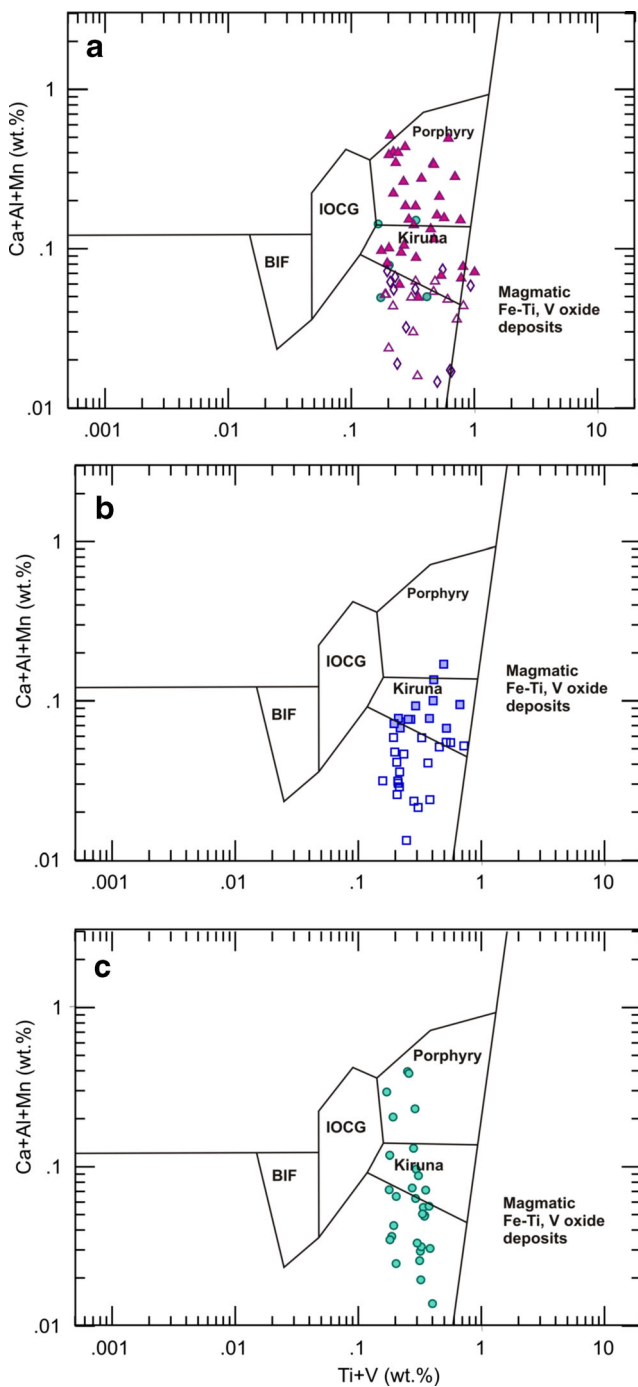 a
Ca+Al+Mn (wt.%)
1
.1
.01
Porphyry
IOCG
Kiruna
BIF
Magmatic
Fe-Ti, V oxide
deposits
.001 .01 .1 1 10
b
Ca+Al+Mn (wt.%)
1
.1
.01
Porphyry
IOCG
Kiruna
BIF
Magmatic
Fe-Ti, V oxide
deposits
.001 .01 .1 1 10
c
Ca+Al+Mn (wt.%)
1
.1
.01
Porphyry
IOCG
Kiruna
BIF
Magmatic
Fe-Ti, V oxide
deposits
.001 .01 .1 1 10
Ti+V (wt.%)